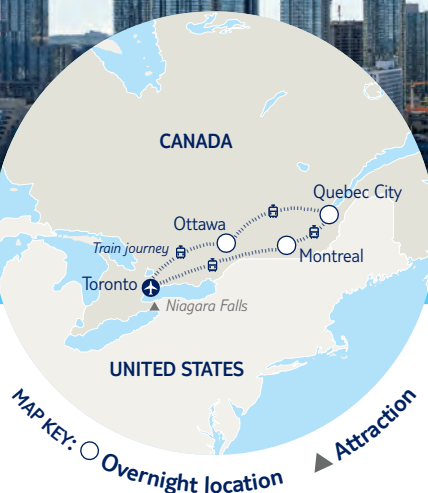 CANADA
Quebec City
Ottawa
Montreal
Train journey
Toronto
Niagara Falls
UNITED STATES
MAP KEY: Overnight location
Attraction